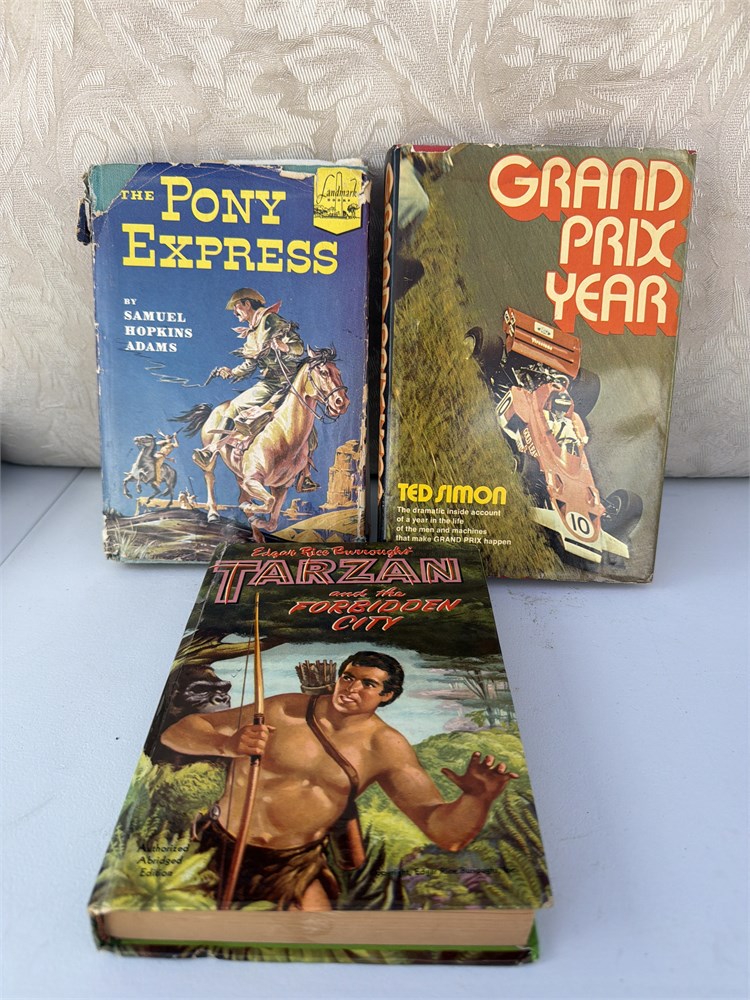 THE PONY
EXPRESS
Landmark
BOOKS
BY
SAMUEL
HOPKINS
ADAMS
GRAND
PRIX
YEAR
10
TED SIMON
The dramatic inside account
of a year in the life
of the men and machines
that make GRAND PRIX happen
Edgar Rice Burroughs'
TARZAN
and the
FORBIDDEN
CITY
Authorized
Abridged
Edition